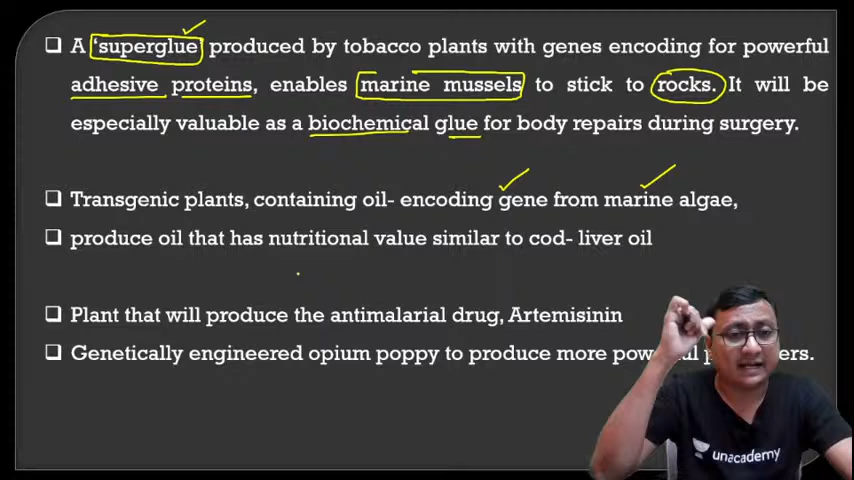 A 'superglue' produced by tobacco plants with genes encoding for powerful
adhesive proteins, enables marine mussels to stick to rocks. It will be
especially valuable as a biochemical glue for body repairs during surgery.
Transgenic plants, containing oil- encoding gene from marine algae,
produce oil that has nutritional value similar to cod- liver oil
Plant that will produce the antimalarial drug, Artemisinin
Genetically engineered opium poppy to produce more
unacademy